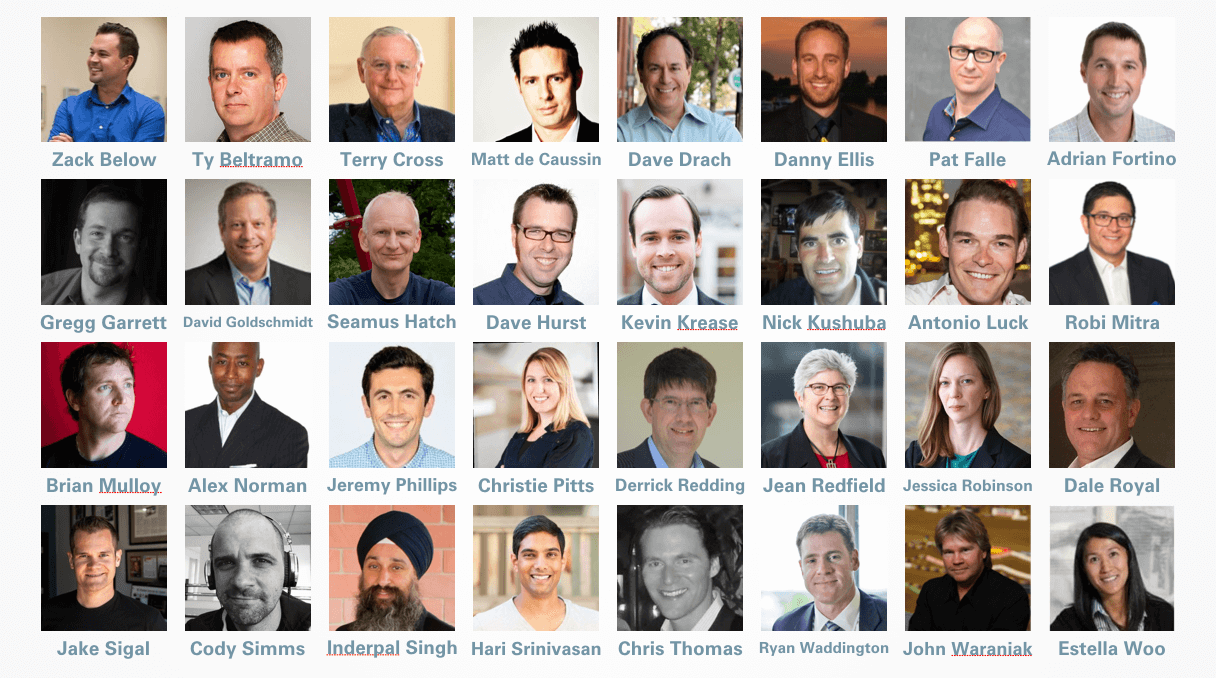 Zack Below Ty Beltramo Terry Cross Matt de Caussin Dave Drach Danny Ellis Pat Falle Adrian Fortino
Gregg Garrett David Goldschmidt Seamus Hatch Dave Hurst Kevin Krease Nick Kushuba Antonio Luck Robi Mitra
Brian Mulloy Alex Norman Jeremy Phillips Christie Pitts Derrick Redding Jean Redfield Jessica Robinson Dale Royal
Jake Sigal Cody Simms Inderpal Singh Hari Srinivasan Chris Thomas Ryan Waddington John Waraniak Estella Woo